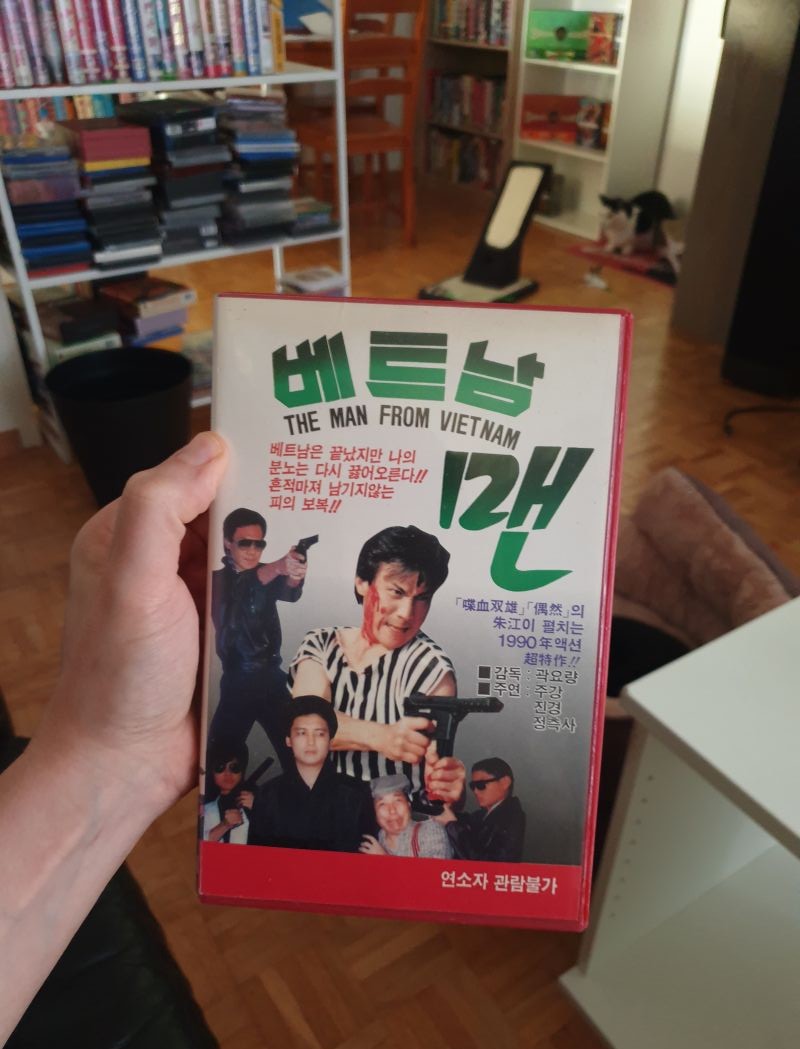 베트남
THE MAN FROM VIETNAM
맨
베트남은 끝났지만 나의
분노는 다시 끓어오른다!!
흔적마져 남기지않는
피의 보복!!
「喋血双雄」「偶然」의
朱江이 펼치는
1990年액션
超特作!!
■감독 : 곽요량
■주연 : 주강
진경
정측사
연소자 관람불가